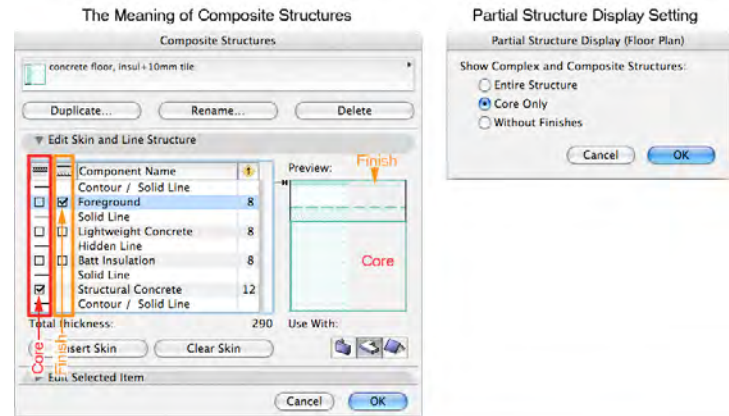 The Meaning of Composite Structures
Composite Structures
concrete floor, insul+10mm tile
Duplicate...
Rename...
Delete
Edit Skin and Line Structure
Component Name
Contour / Solid Line
Foreground 8
Solid Line
Lightweight Concrete 8
Hidden Line
Batt Insulation 8
Solid Line
Structural Concrete 12
Contour / Solid Line
Preview:
Finish
Core
Total thickness: 290
Use With:
Insert Skin
Clear Skin
Core
Finish
Edit Selected Item
Cancel
OK
Partial Structure Display Setting
Partial Structure Display (Floor Plan)
Show Complex and Composite Structures:
Entire Structure
Core Only
Without Finishes
Cancel
OK